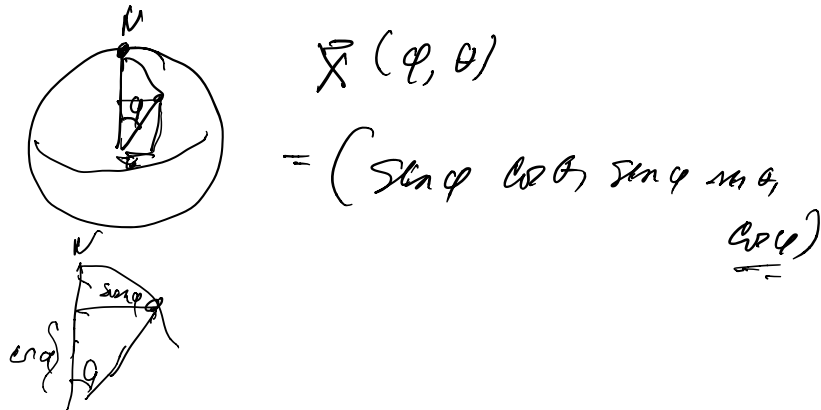 N
φ
θ
X̄ (φ, θ)
= (sin φ cos θ, sin φ sin θ,
cos φ)
N
sin φ
cos φ
φ